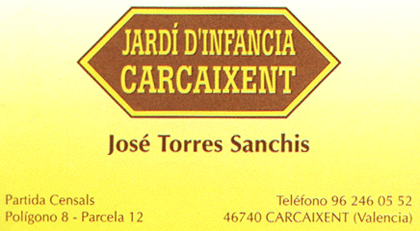 JARDÍ D'INFANCIA
CARCAIXENT
José Torres Sanchis
Partida Censals
Polígono 8 - Parcela 12
Teléfono 96 246 05 52
46740 CARCAIXENT (Valencia)